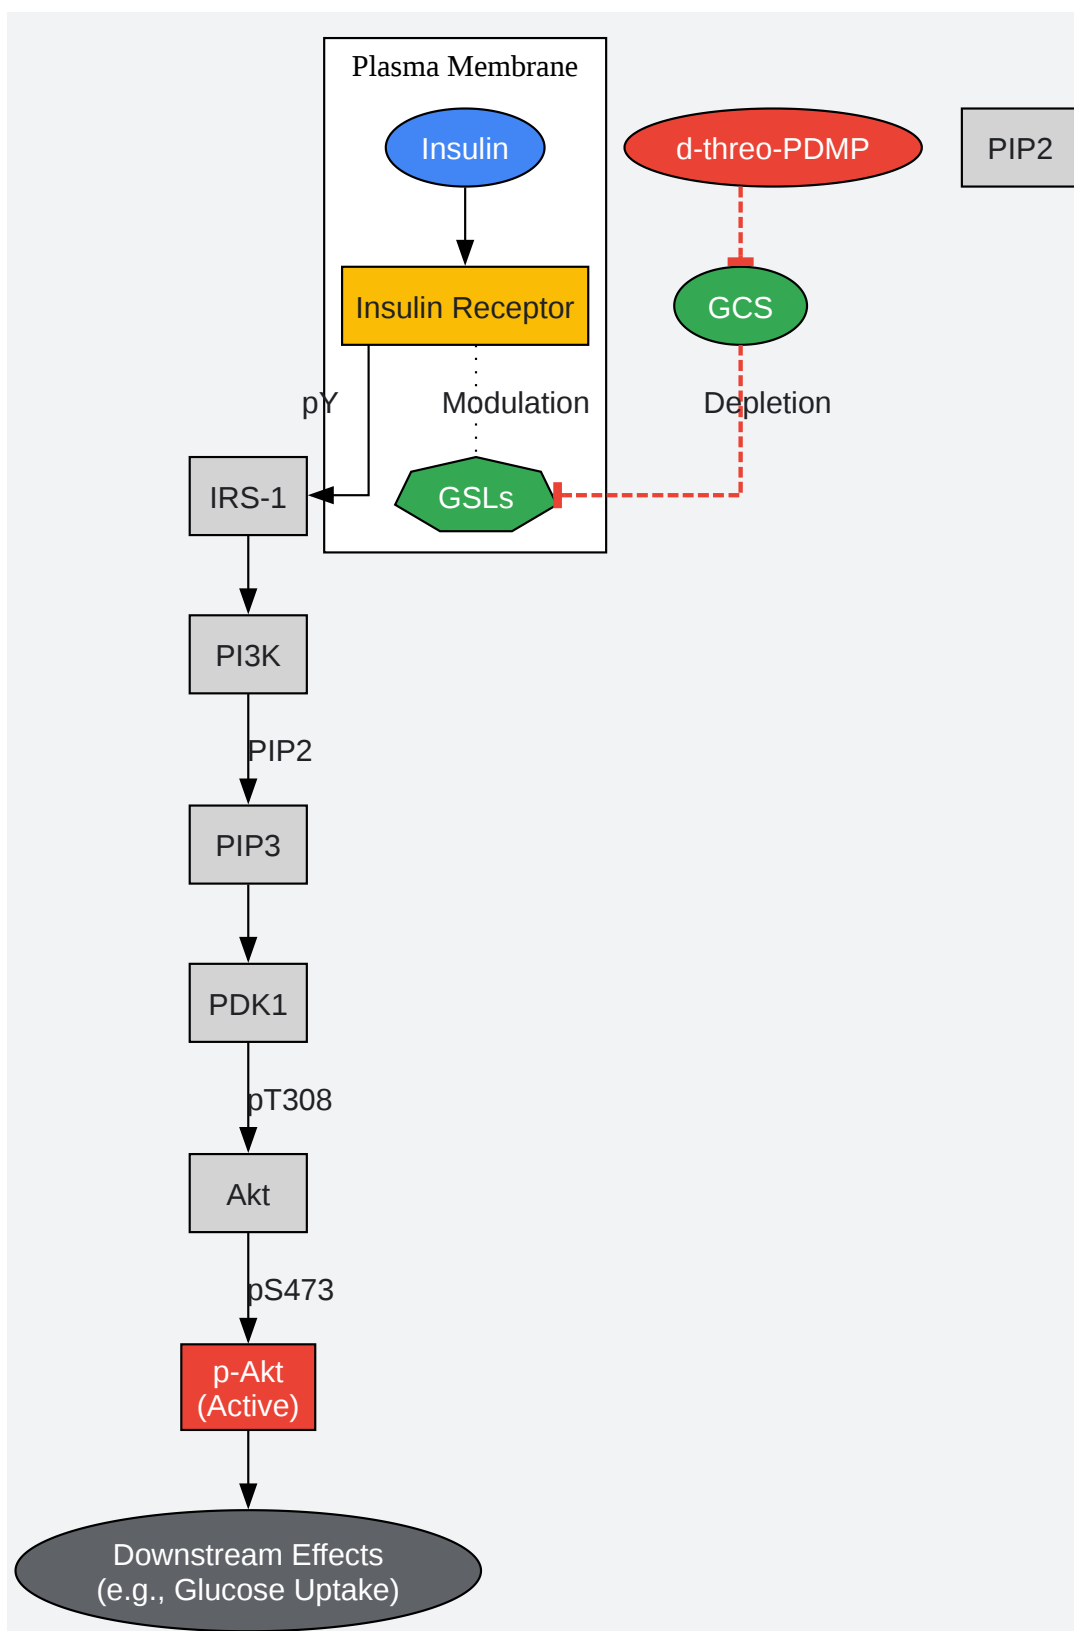 Plasma Membrane
Insulin
d-threo-PDMP
PIP2
Insulin Receptor
GCS
pY
Modulation
Depletion
IRS-1
GSLs
PI3K
PIP2
PIP3
PDK1
pT308
Akt
pS473
p-Akt
(Active)
Downstream Effects
(e.g., Glucose Uptake)